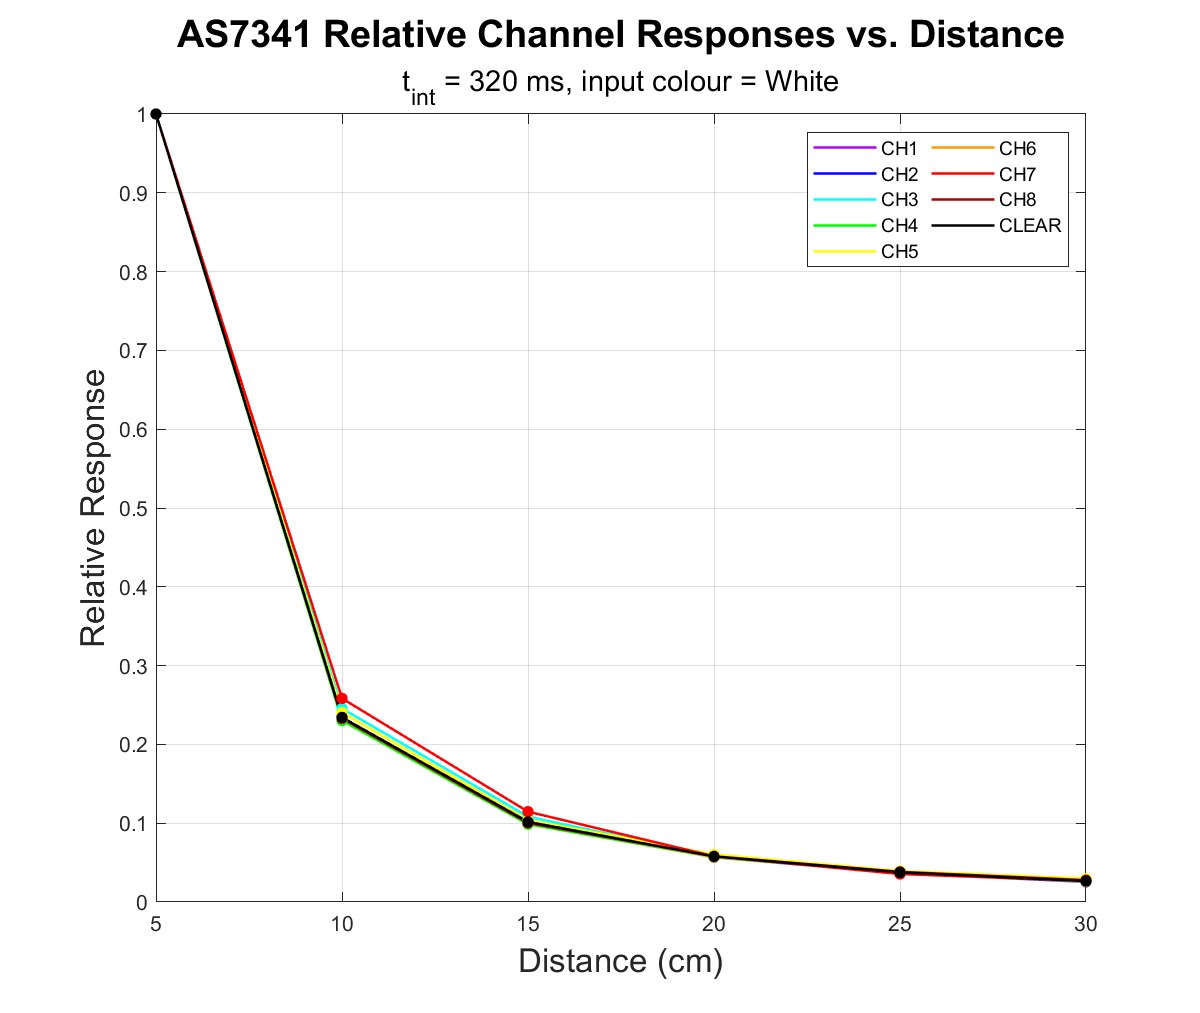 AS7341 Relative Channel Responses vs. Distance
t_int = 320 ms, input colour = White
Relative Response
1
0.9
0.8
0.7
0.6
0.5
0.4
0.3
0.2
0.1
0
5 10 15 20 25 30
Distance (cm)
CH1 CH6
CH2 CH7
CH3 CH8
CH4 CLEAR
CH5